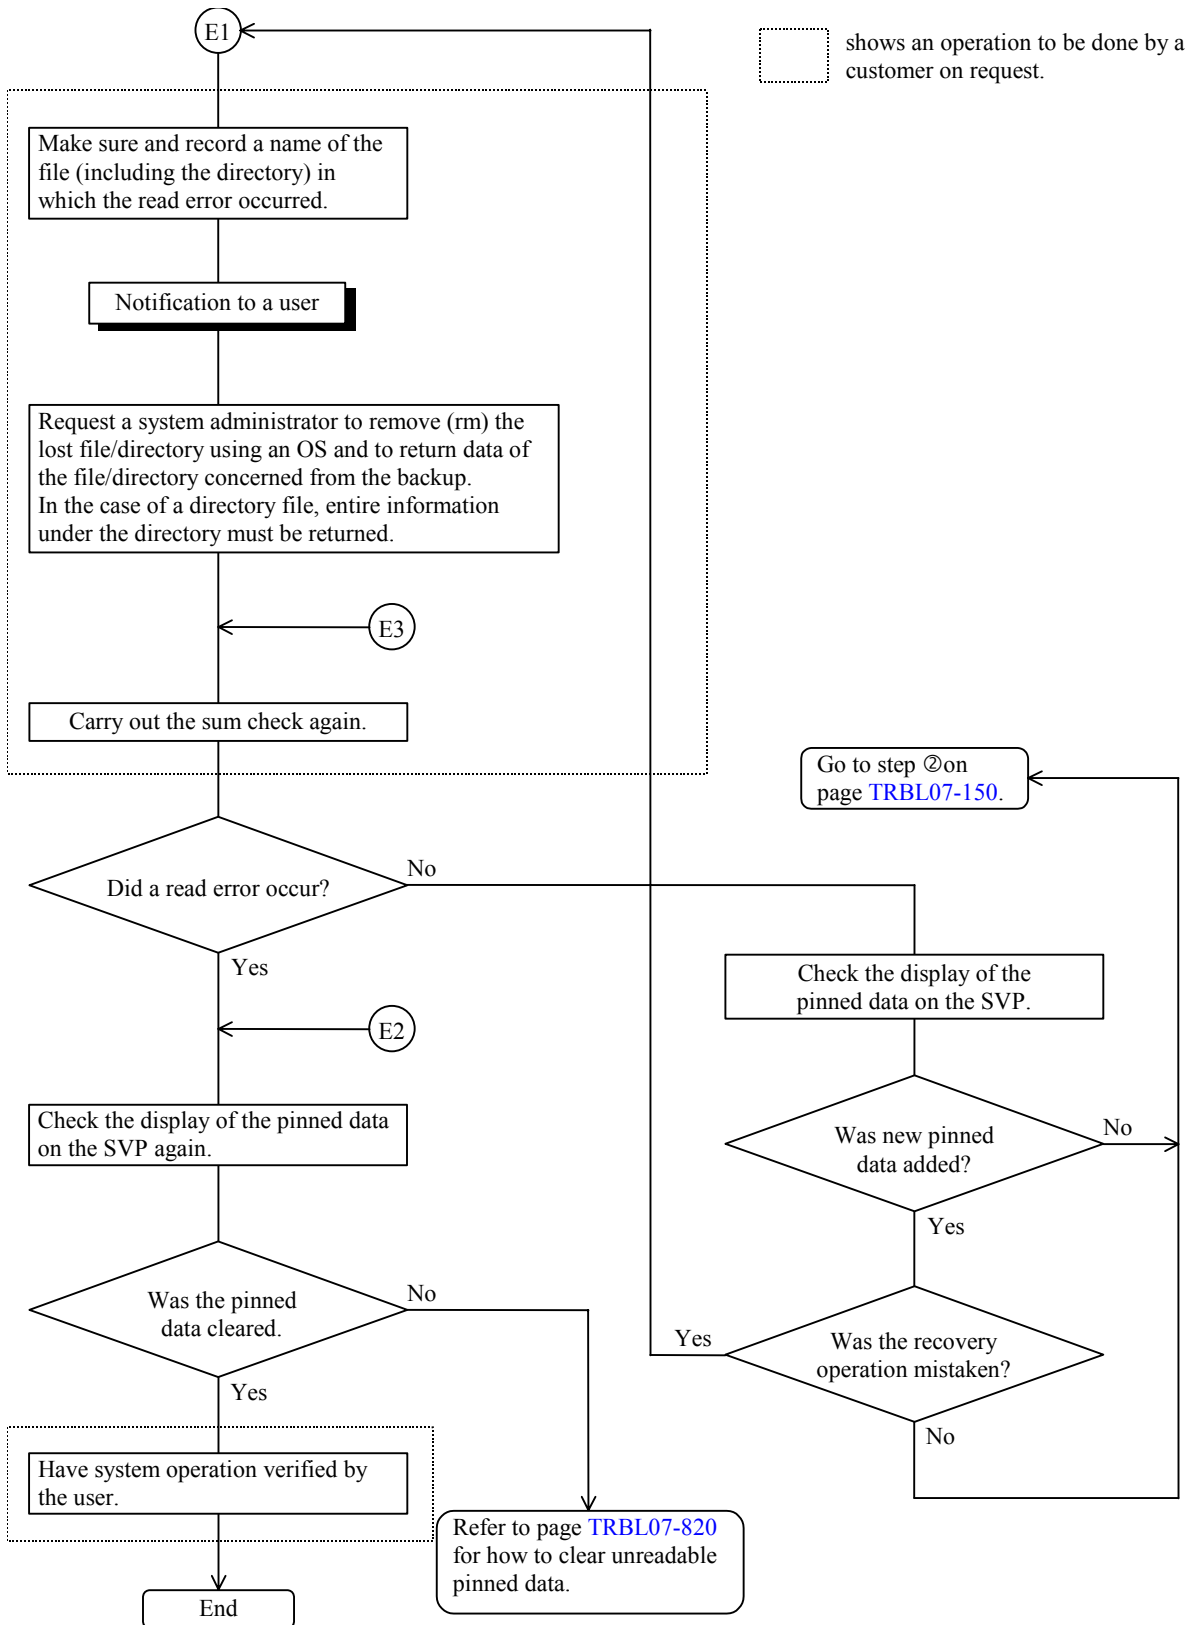 E1
shows an operation to be done by a
customer on request.
Make sure and record a name of the
file (including the directory) in
which the read error occurred.
Notification to a user
Request a system administrator to remove (rm) the
lost file/directory using an OS and to return data of
the file/directory concerned from the backup.
In the case of a directory file, entire information
under the directory must be returned.
E3
Carry out the sum check again.
Go to step ②on
page TRBL07-150.
Did a read error occur?
No
Yes
Check the display of the
pinned data on the SVP.
E2
Check the display of the pinned data
on the SVP again.
Was new pinned
data added?
No
Yes
Was the pinned
data cleared.
No
Yes
Was the recovery
operation mistaken?
Yes
No
Have system operation verified by
the user.
Refer to page TRBL07-820
for how to clear unreadable
pinned data.
End